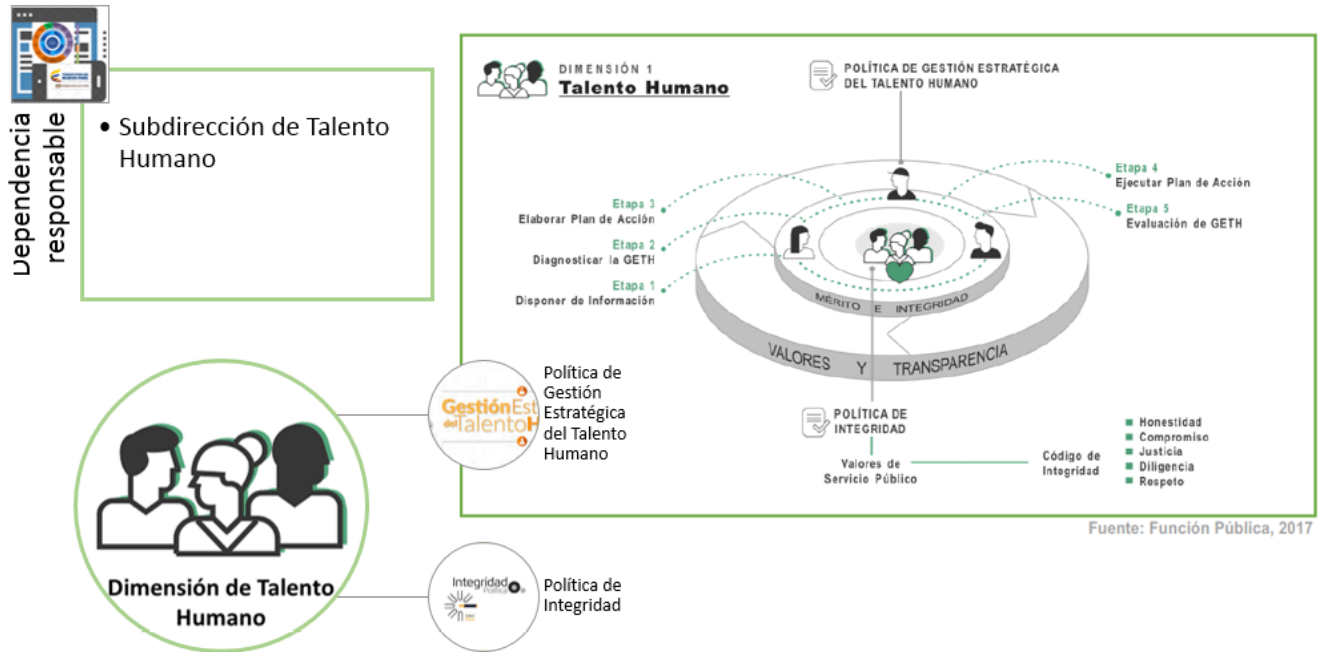 Dependencia
responsable
• Subdirección de Talento
Humano
DIMENSIÓN 1
Talento Humano
POLÍTICA DE GESTIÓN ESTRATÉGICA
DEL TALENTO HUMANO
Etapa 3
Elaborar Plan de Acción
Etapa 2
Diagnosticar la GETH
Etapa 1
Disponer de Información
Etapa 4
Ejecutar Plan de Acción
Etapa 5
Evaluación de GETH
MÉRITO E INTEGRIDAD
VALORES Y TRANSPARENCIA
POLÍTICA DE
INTEGRIDAD
Valores de
Servicio Público
Código de
Integridad
Honestidad
Compromiso
Justicia
Diligencia
Respeto
Fuente: Función Pública, 2017
Dimensión de Talento
Humano
GestiónEst
delTalentoH
Política de
Gestión
Estratégica
del Talento
Humano
Integridad
Política
Política de
Integridad